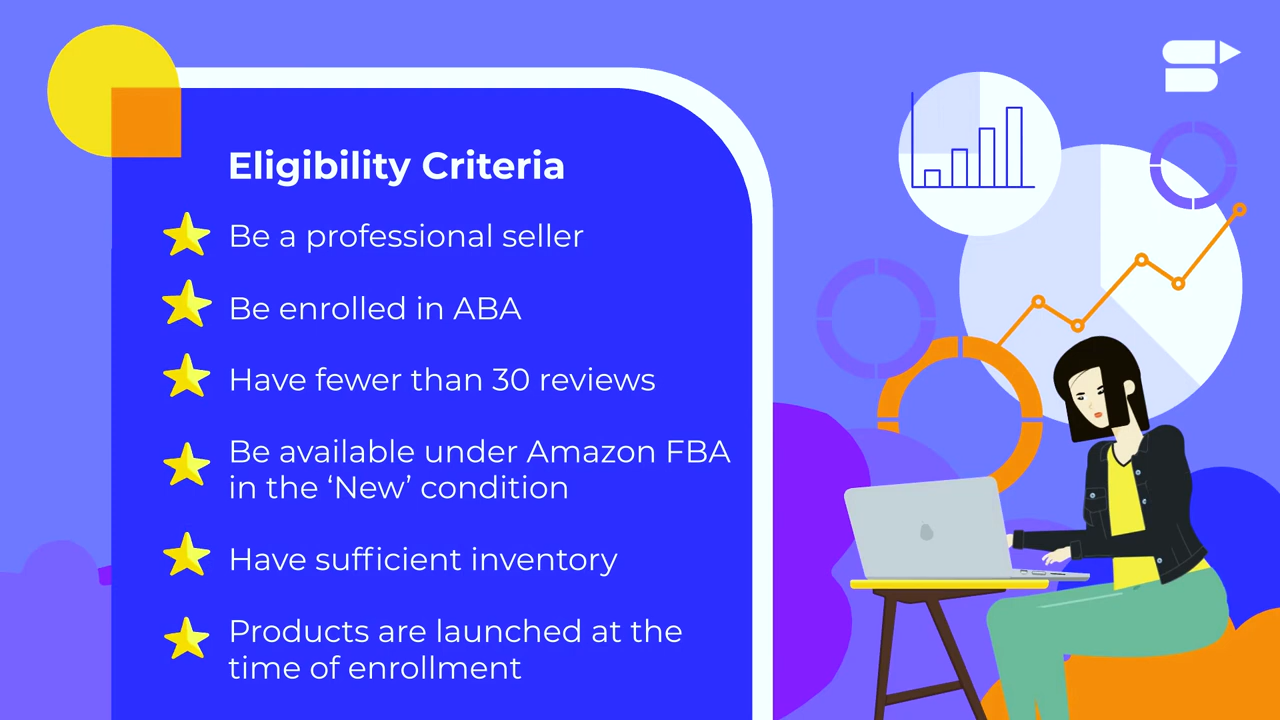 Eligibility Criteria
Be a professional seller
Be enrolled in ABA
Have fewer than 30 reviews
Be available under Amazon FBA
in the ‘New’ condition
Have sufficient inventory
Products are launched at the
time of enrollment